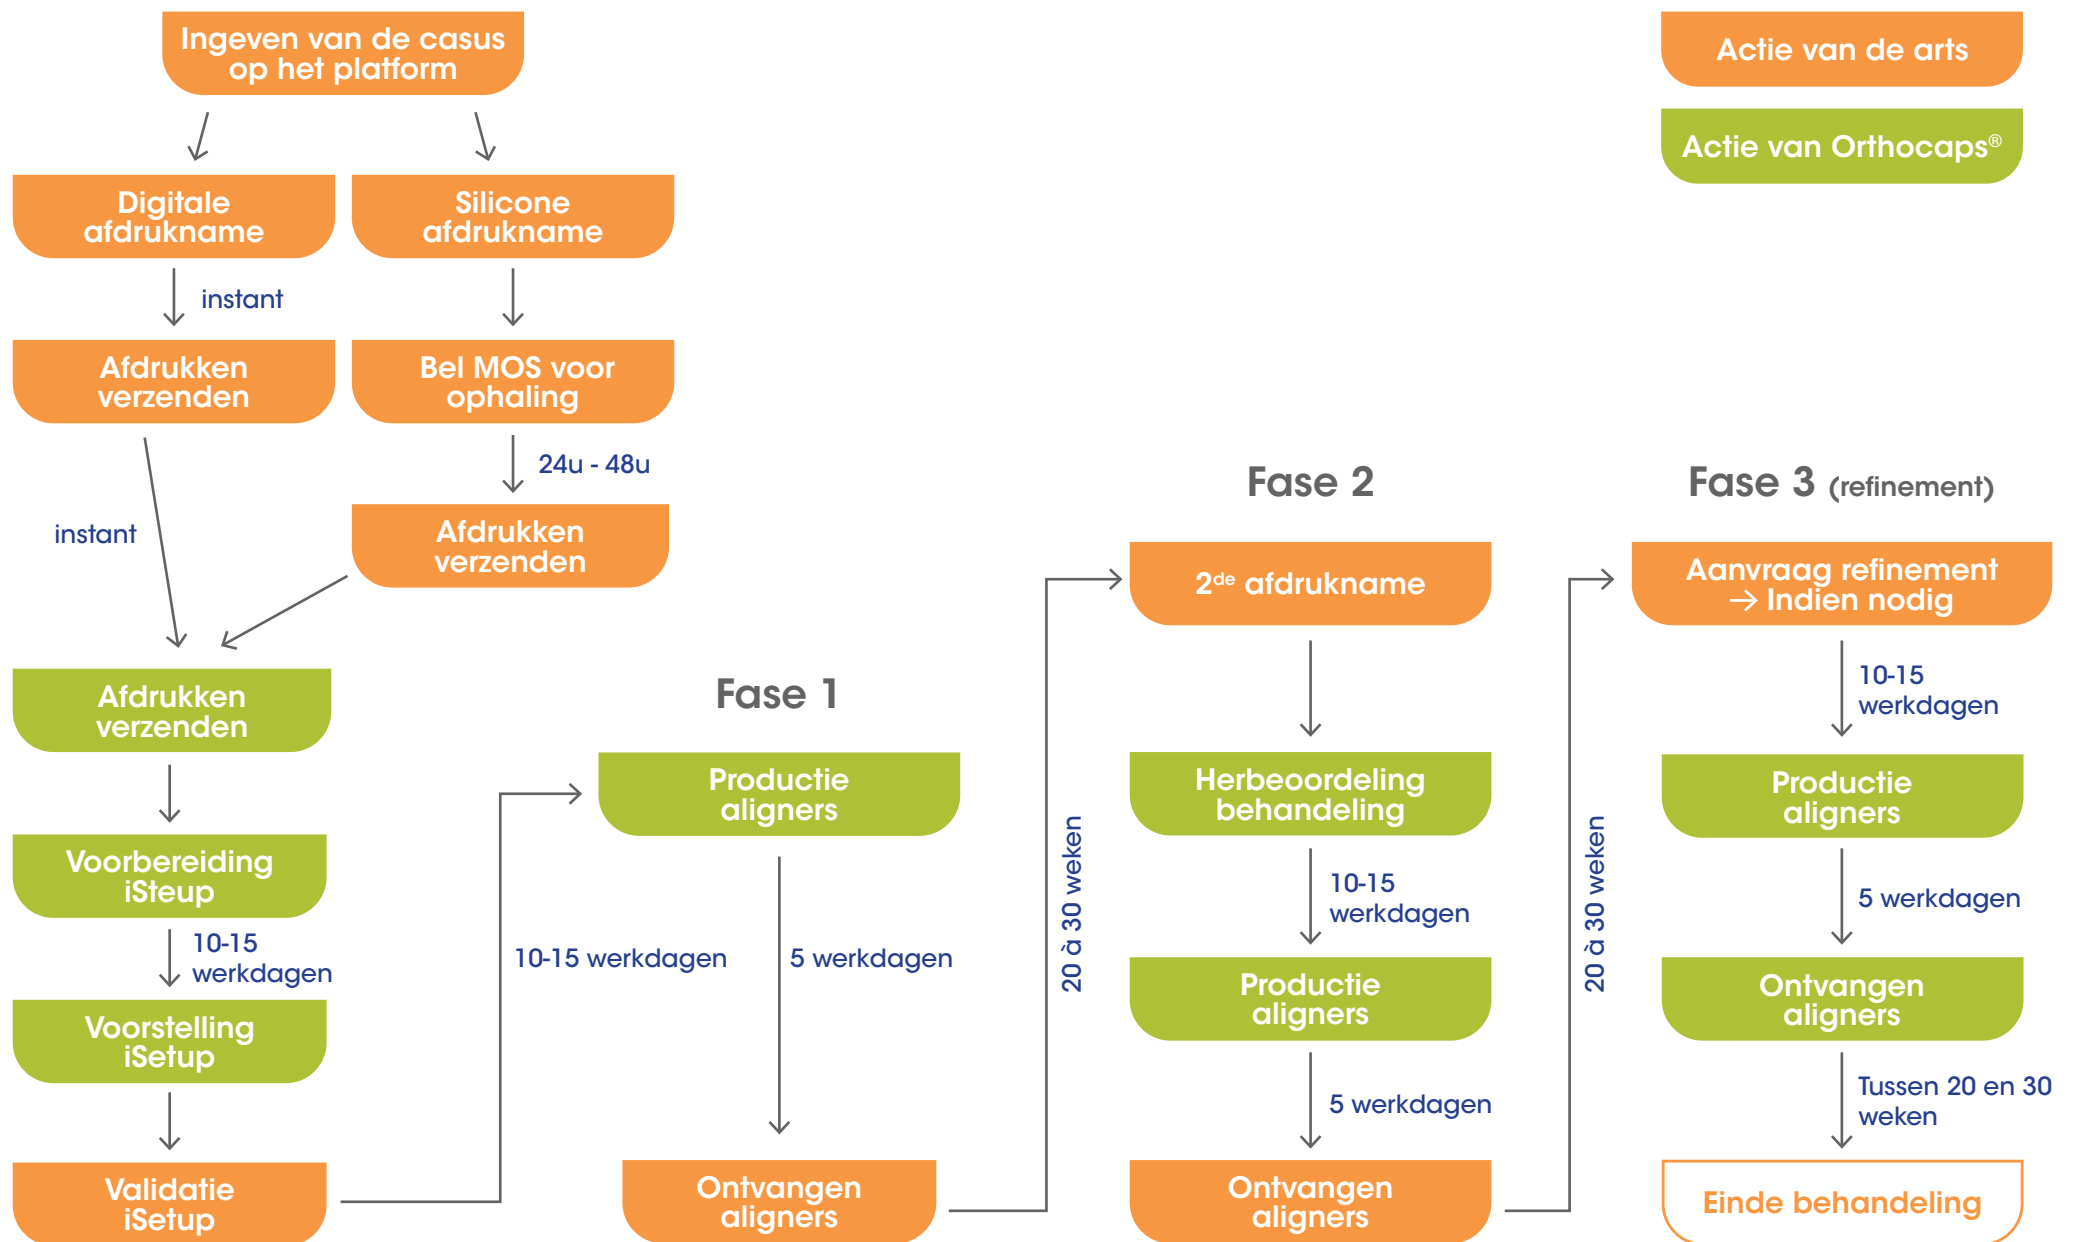 Ingeven van de casus
op het platform
Digitale
afdrukname
Silicone
afdrukname
instant
Afdrukken
verzenden
Bel MOS voor
ophaling
24u - 48u
instant
Afdrukken
verzenden
Afdrukken
verzenden
Voorbereiding
iSteup
10-15
werkdagen
Voorstelling
iSetup
Validatie
iSetup
10-15 werkdagen
Fase 1
Productie
aligners
5 werkdagen
Ontvangen
aligners
20 à 30 weken
Fase 2
2de afdrukname
Herbeoordeling
behandeling
10-15
werkdagen
Productie
aligners
5 werkdagen
Ontvangen
aligners
20 à 30 weken
Fase 3 (refinement)
Aanvraag refinement
→ Indien nodig
10-15
werkdagen
Productie
aligners
5 werkdagen
Ontvangen
aligners
Tussen 20 en 30
weken
Einde behandeling
Actie van de arts
Actie van Orthocaps®